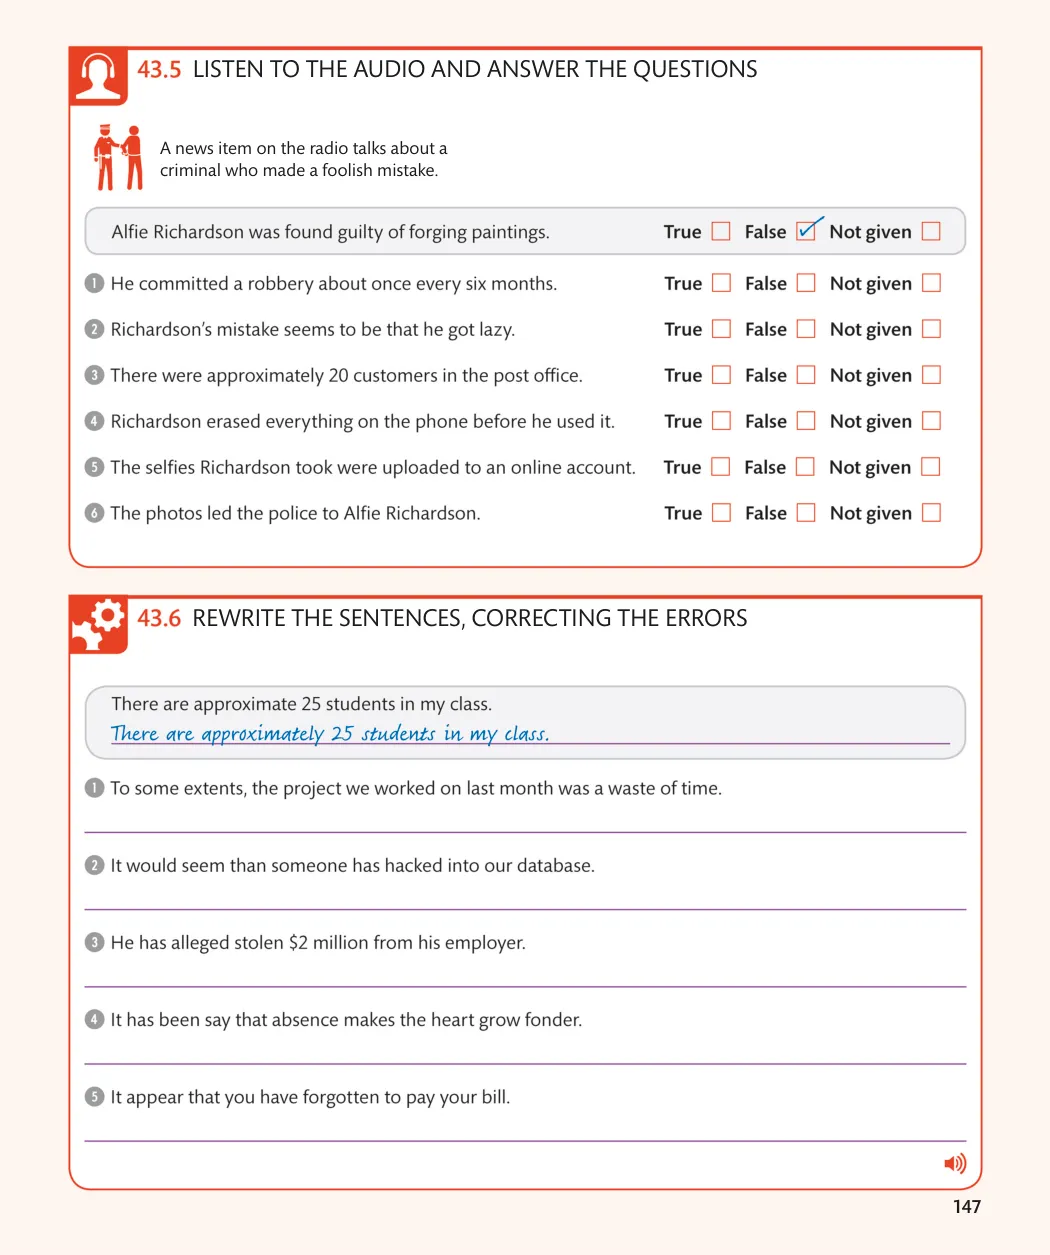 43.5 LISTEN TO THE AUDIO AND ANSWER THE QUESTIONS
A news item on the radio talks about a
criminal who made a foolish mistake.
Alfie Richardson was found guilty of forging paintings. True False Not given
1 He committed a robbery about once every six months. True False Not given
2 Richardson's mistake seems to be that he got lazy. True False Not given
3 There were approximately 20 customers in the post office. True False Not given
4 Richardson erased everything on the phone before he used it. True False Not given
5 The selfies Richardson took were uploaded to an online account. True False Not given
6 The photos led the police to Alfie Richardson. True False Not given
43.6 REWRITE THE SENTENCES, CORRECTING THE ERRORS
There are approximate 25 students in my class.
There are approximately 25 students in my class.
1 To some extents, the project we worked on last month was a waste of time.
2 It would seem than someone has hacked into our database.
3 He has alleged stolen $2 million from his employer.
4 It has been say that absence makes the heart grow fonder.
5 It appear that you have forgotten to pay your bill.
147